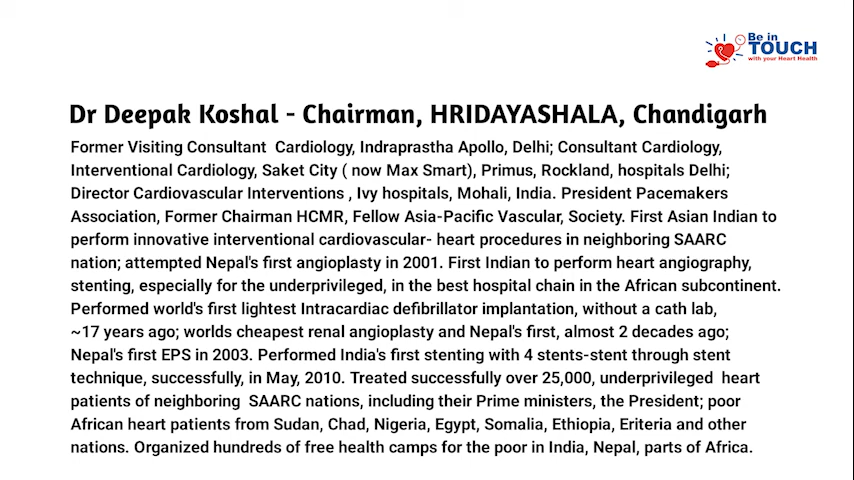 Be in
TOUCH
with your Heart Health
Dr Deepak Koshal - Chairman, HRIDAYASHALA, Chandigarh
Former Visiting Consultant Cardiology, Indraprastha Apollo, Delhi; Consultant Cardiology,
Interventional Cardiology, Saket City ( now Max Smart), Primus, Rockland, hospitals Delhi;
Director Cardiovascular Interventions , Ivy hospitals, Mohali, India. President Pacemakers
Association, Former Chairman HCMR, Fellow Asia-Pacific Vascular, Society. First Asian Indian to
perform innovative interventional cardiovascular- heart procedures in neighboring SAARC
nation; attempted Nepal's first angioplasty in 2001. First Indian to perform heart angiography,
stenting, especially for the underprivileged, in the best hospital chain in the African subcontinent.
Performed world's first lightest Intracardiac defibrillator implantation, without a cath lab,
~17 years ago; worlds cheapest renal angioplasty and Nepal's first, almost 2 decades ago;
Nepal's first EPS in 2003. Performed India's first stenting with 4 stents-stent through stent
technique, successfully, in May, 2010. Treated successfully over 25,000, underprivileged heart
patients of neighboring SAARC nations, including their Prime ministers, the President; poor
African heart patients from Sudan, Chad, Nigeria, Egypt, Somalia, Ethiopia, Eriteria and other
nations. Organized hundreds of free health camps for the poor in India, Nepal, parts of Africa.